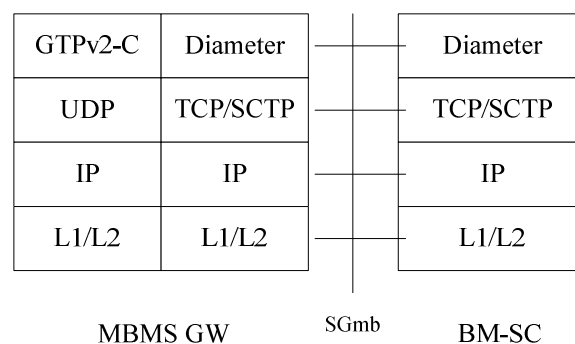 GTPv2-C Diameter Diameter
UDP TCP/SCTP TCP/SCTP
IP IP IP
L1/L2 L1/L2 L1/L2
MBMS GW SGmb BM-SC